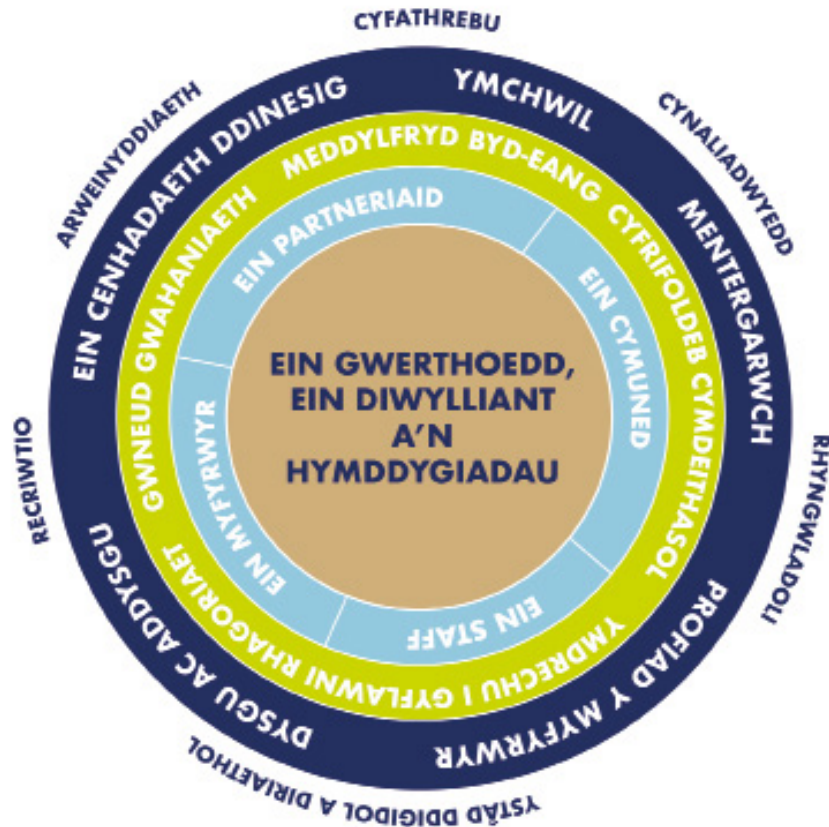 CYFATHREBU
CYNALIADWYEDD
RHYNGWLADOLI
YSTÂD DDIGIDOL A DIRIAETHOL
RECRIWTIO
ARWEINYDDIAETH
EIN CENHADAETH DDINESIG
YMCHWIL
MENTERGARWCH
PROFIAD Y MYFYRWYR
DYSGU AC ADDYSGU
GWNEUD GWAHANIAETH
MEDDYLFRYD BYD-EANG
CYFRIFOLDEB CYMDEITHASOL
YMDRECHU I GYFLAWNI RHAGORIAET
EIN PARTNERIAID
EIN CYMUNED
EIN STAFF
EIN MYFYRWYR
EIN GWERTHOEDD,
EIN DIWYLLIANT
A'N
HYMDDYGIADAU